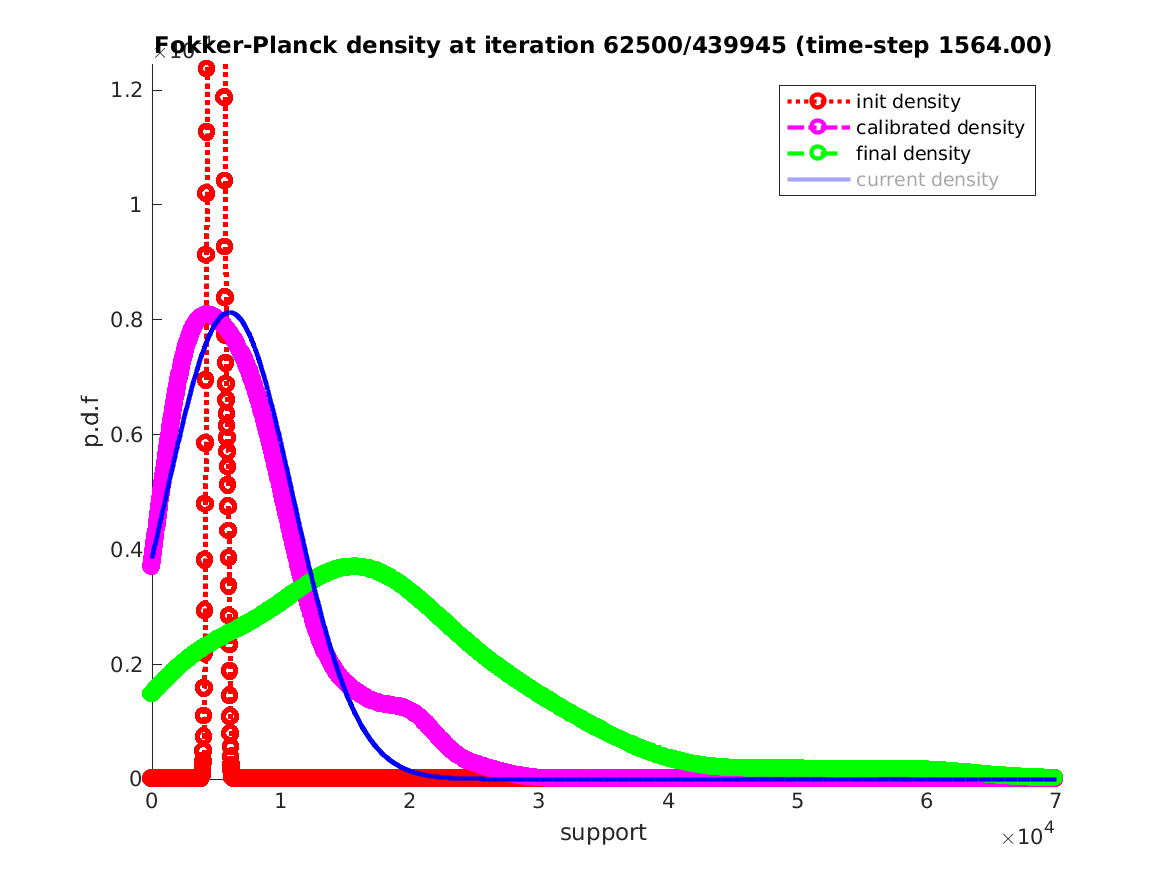 Fokker-Planck density at iteration 62500/439945 (time-step 1564.00)
init density
calibrated density
final density
current density
p.d.f
1.2
1
0.8
0.6
0.4
0.2
0
0 1 2 3 4 5 6 7
support
×10^4